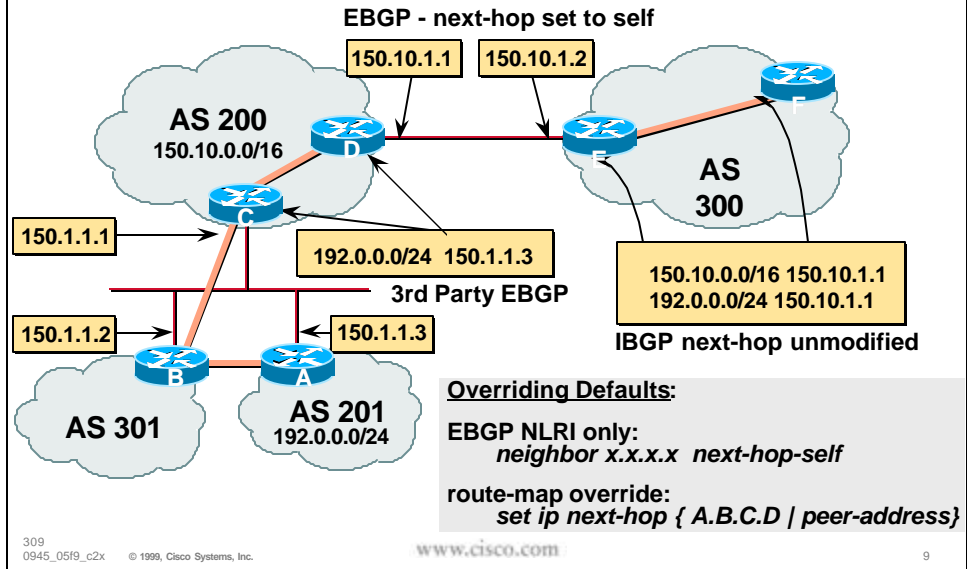 EBGP - next-hop set to self
150.10.1.1
150.10.1.2
AS 200
150.10.0.0/16
D
E
F
AS
300
C
150.1.1.1
192.0.0.0/24 150.1.1.3
3rd Party EBGP
150.10.0.0/16 150.10.1.1
192.0.0.0/24 150.10.1.1
IBGP next-hop unmodified
150.1.1.2
150.1.1.3
B
A
AS 301
AS 201
192.0.0.0/24
Overriding Defaults:
EBGP NLRI only:
neighbor x.x.x.x next-hop-self
route-map override:
set ip next-hop { A.B.C.D | peer-address}
309
0945_05f9_c2x © 1999, Cisco Systems, Inc.
www.cisco.com
9